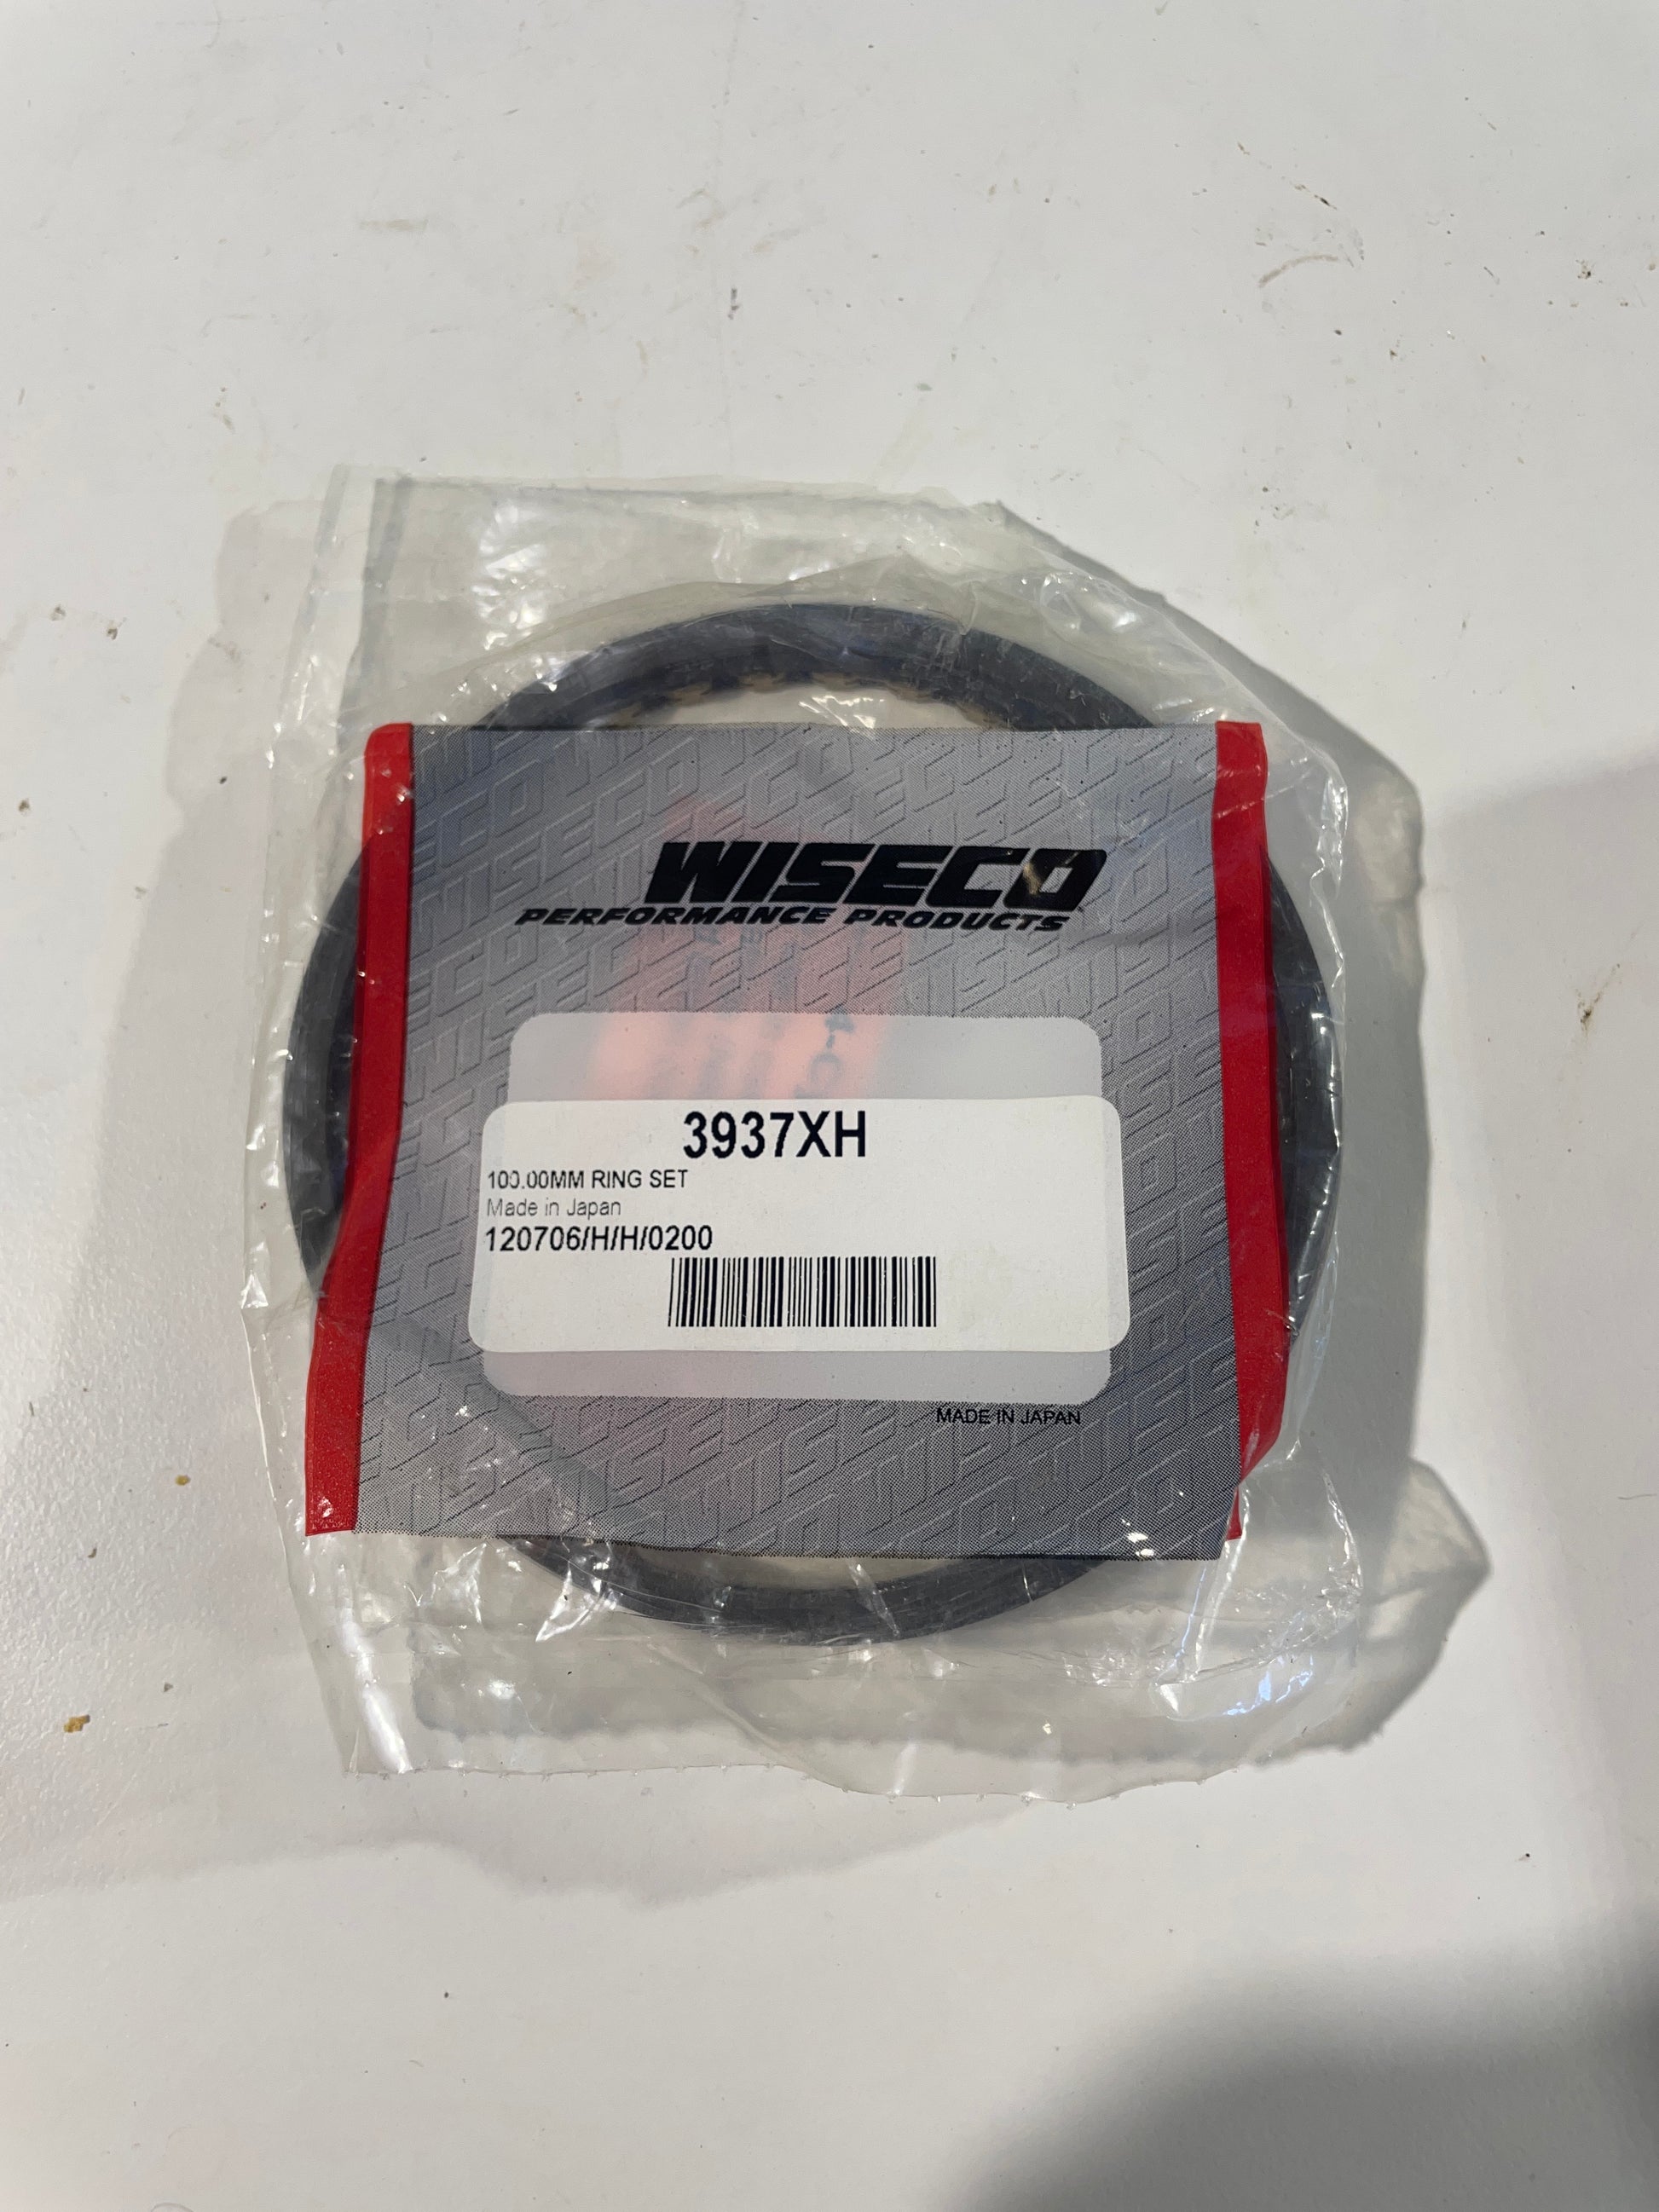 WISECO
PERFORMANCE PRODUCTS
3937XH
100.00MM RING SET
Made in Japan
120706/H/H/0200
MADE IN JAPAN